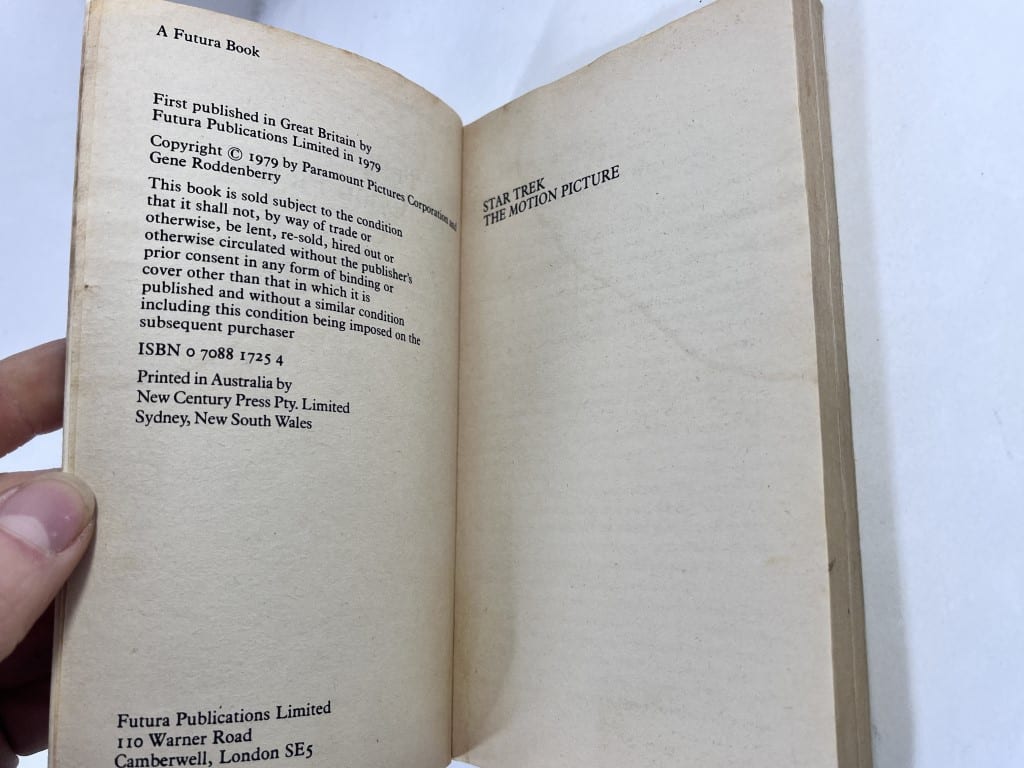 A Futura Book
First published in Great Britain by
Futura Publications Limited in 1979
Copyright © 1979 by Paramount Pictures Corporation and
Gene Roddenberry
This book is sold subject to the condition
that it shall not, by way of trade or
otherwise, be lent, re-sold, hired out or
otherwise circulated without the publisher's
prior consent in any form of binding or
cover other than that in which it is
published and without a similar condition
including this condition being imposed on the
subsequent purchaser
ISBN 0 7088 1725 4
Printed in Australia by
New Century Press Pty. Limited
Sydney, New South Wales
Futura Publications Limited
110 Warner Road
Camberwell, London SE5
STAR TREK
THE MOTION PICTURE